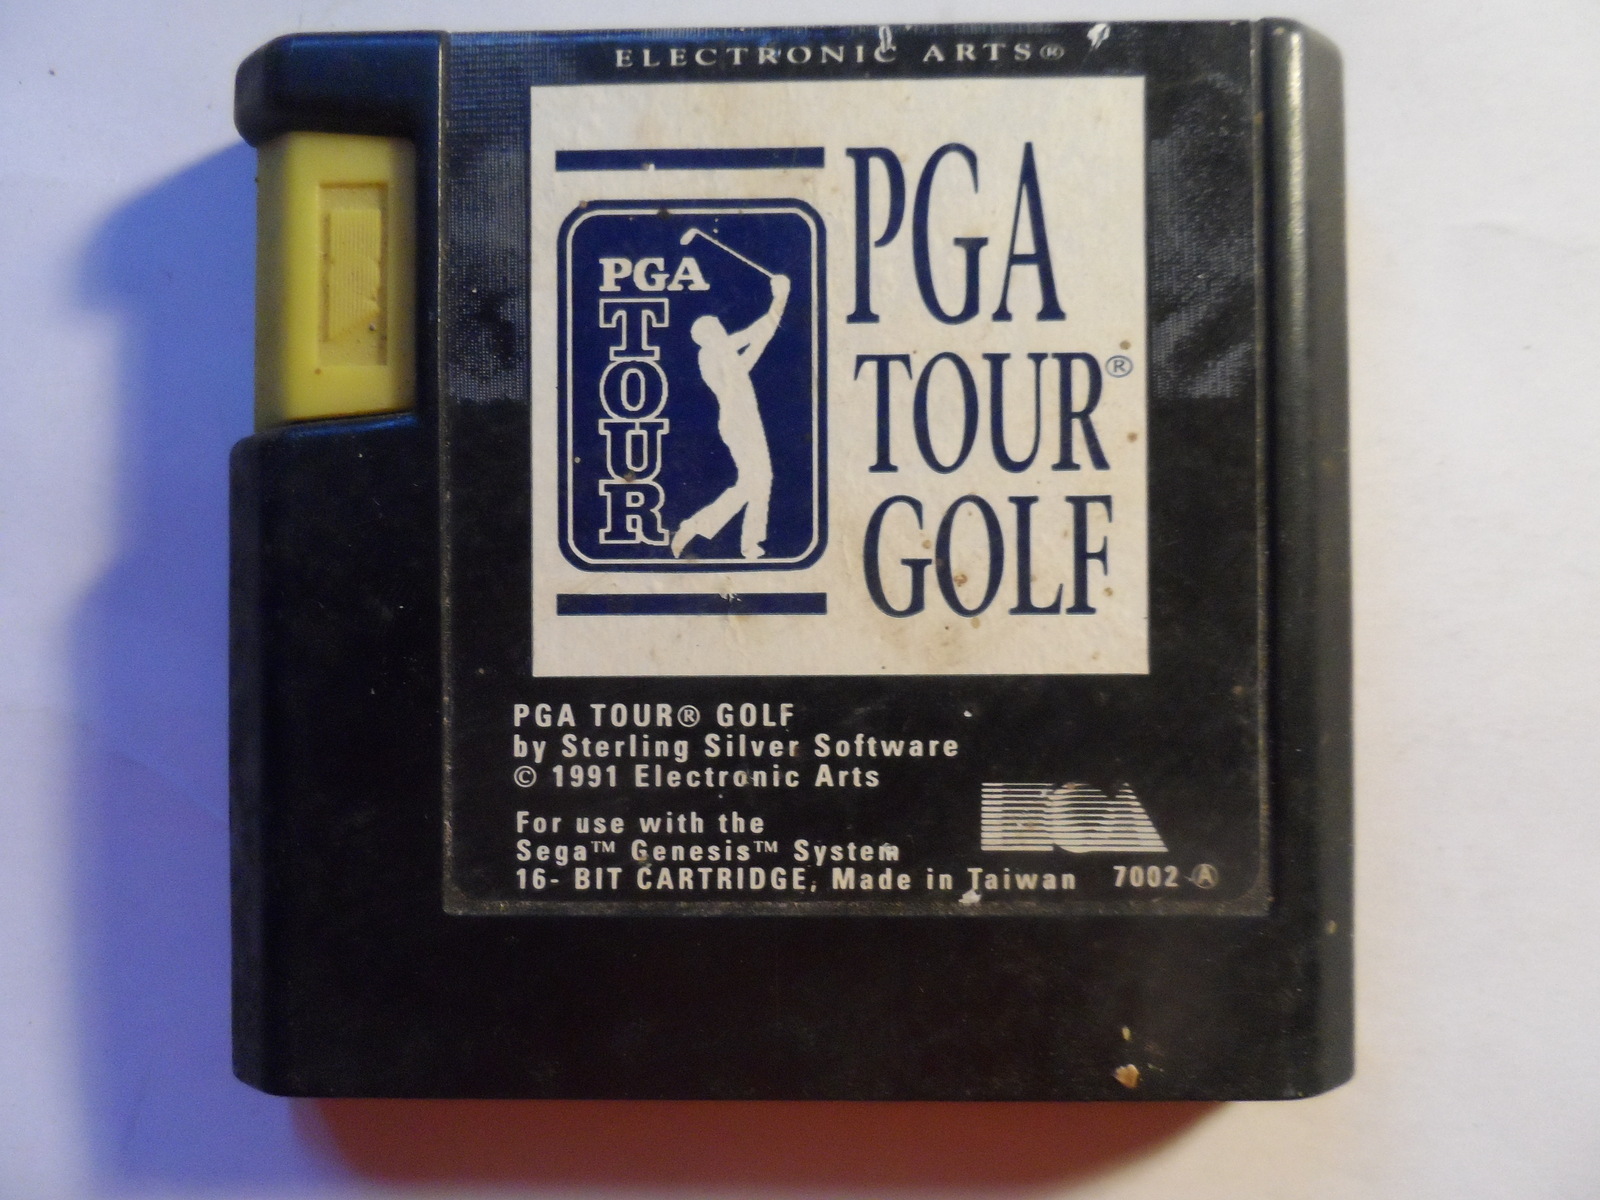 ELECTRONIC ARTS®
PGA
TOUR
PGA
TOUR®
GOLF
PGA TOUR® GOLF
by Sterling Silver Software
© 1991 Electronic Arts
EOA
For use with the
Sega™ Genesis™ System
16- BIT CARTRIDGE, Made in Taiwan 7002 Ⓐ